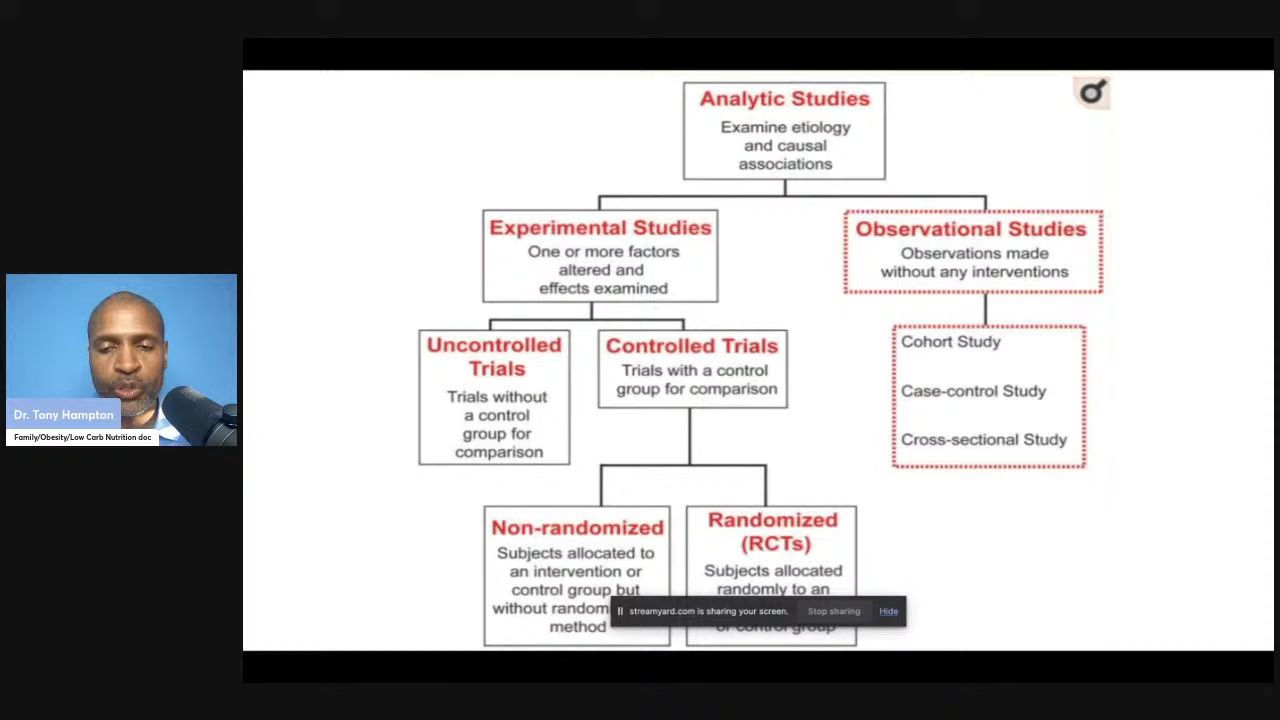 Analytic Studies
Examine etiology
and causal
associations
Experimental Studies
One or more factors
altered and
effects examined
Observational Studies
Observations made
without any interventions
Uncontrolled
Trials
Trials without
a control
group for
comparison
Controlled Trials
Trials with a control
group for comparison
Cohort Study
Case-control Study
Cross-sectional Study
Non-randomized
Subjects allocated to
an intervention or
control group but
without
method
Randomized
(RCTs)
Subjects allocated
randomly to an
or control group
streamyard.com is sharing your screen.
Stop sharing
Hide
Dr. Tony Hampton
Family/Obesity/Low Carb Nutrition doc